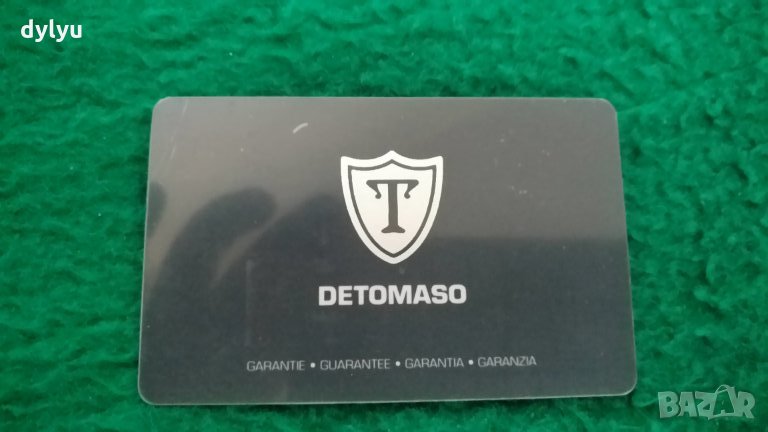 dylyu
T
DETOMASO
GARANTIE • GUARANTEE • GARANTIA • GARANZIA
BAZAR